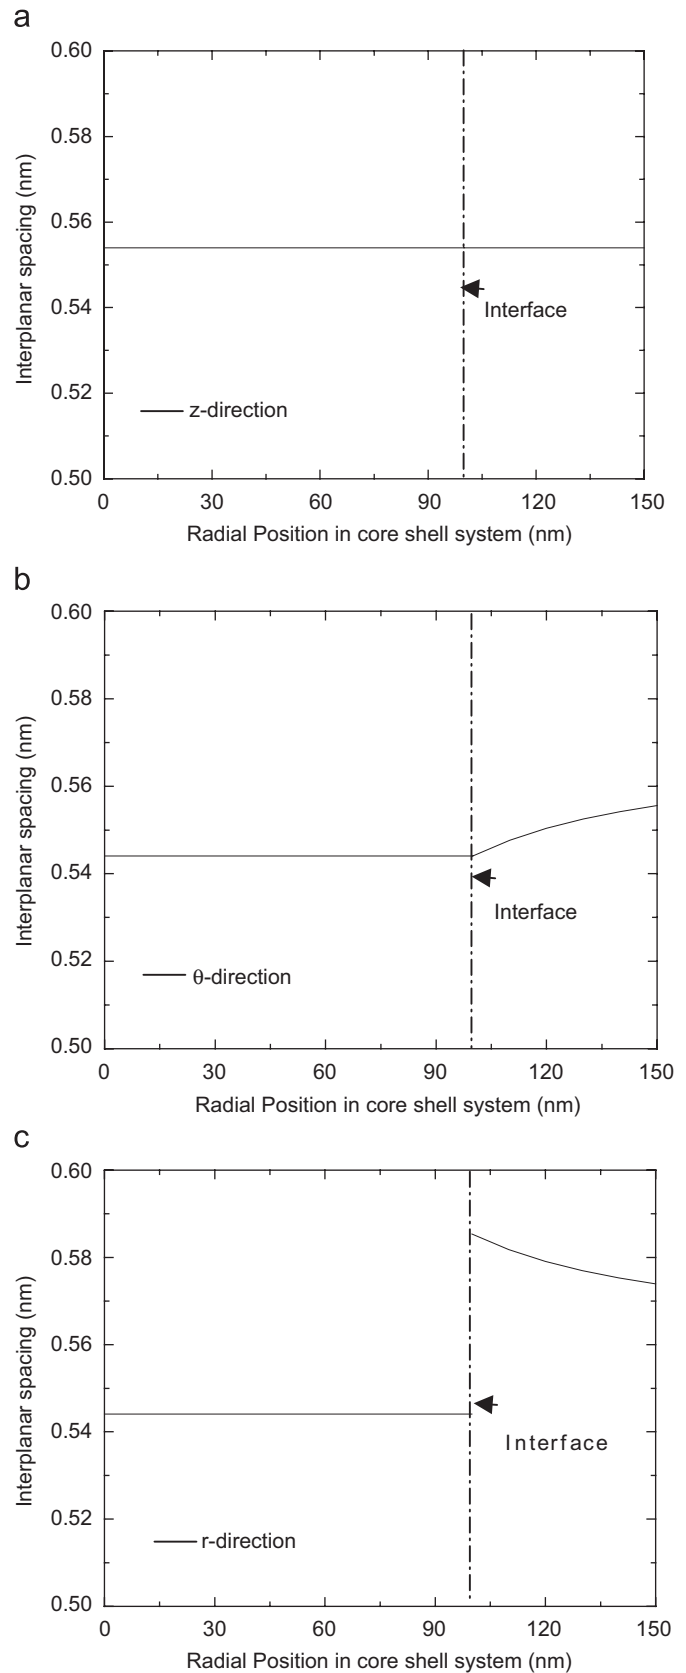 a
Interplanar spacing (nm)
0.60
0.58
0.56
0.54
0.52
0.50
Interface
z-direction
0 30 60 90 120 150
Radial Position in core shell system (nm)
b
Interplanar spacing (nm)
0.60
0.58
0.56
0.54
0.52
0.50
Interface
θ-direction
0 30 60 90 120 150
Radial Position in core shell system (nm)
c
Interplanar spacing (nm)
0.60
0.58
0.56
0.54
0.52
0.50
Interface
r-direction
0 30 60 90 120 150
Radial Position in core shell system (nm)